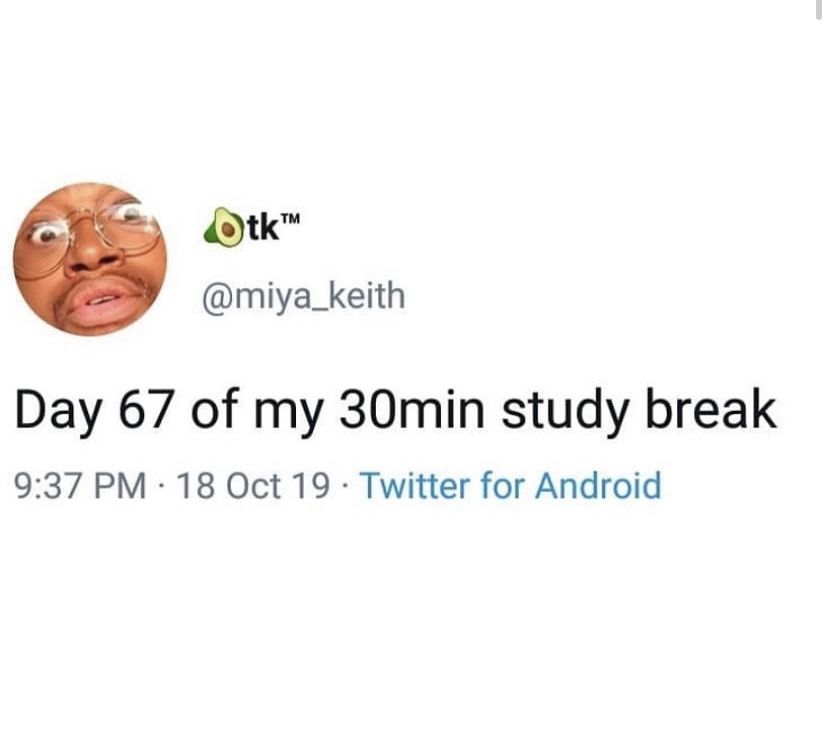 🥑tk™
@miya_keith
Day 67 of my 30min study break
9:37 PM · 18 Oct 19 · Twitter for Android